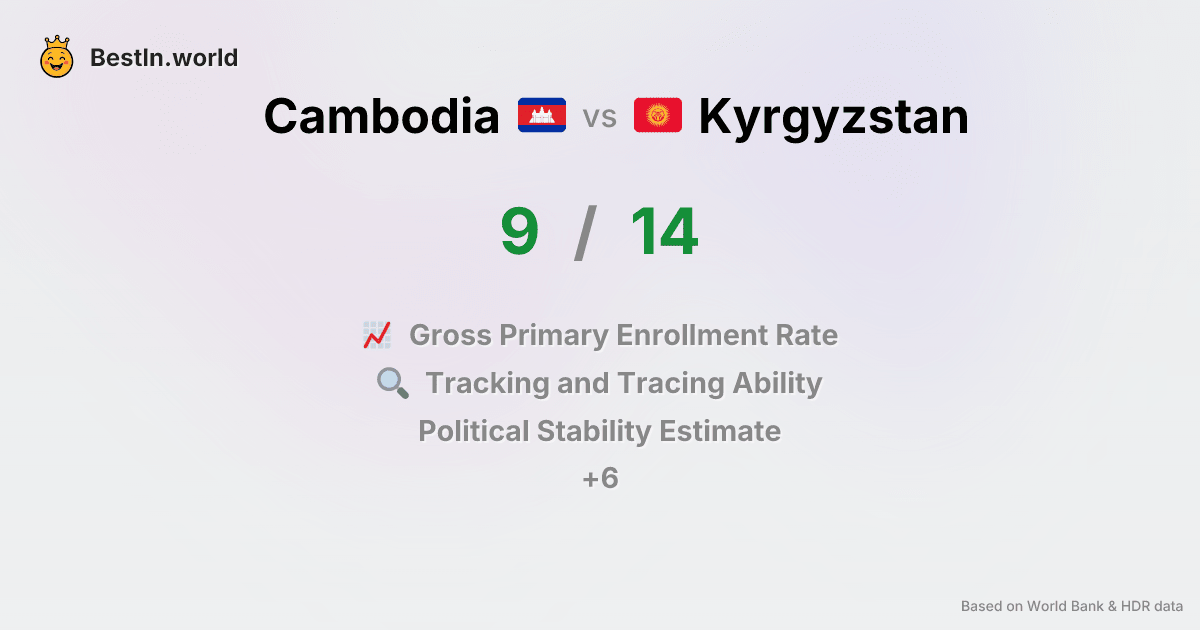 BestIn.world
Cambodia vs Kyrgyzstan
9 / 14
Gross Primary Enrollment Rate
Tracking and Tracing Ability
Political Stability Estimate
+6
Based on World Bank & HDR data